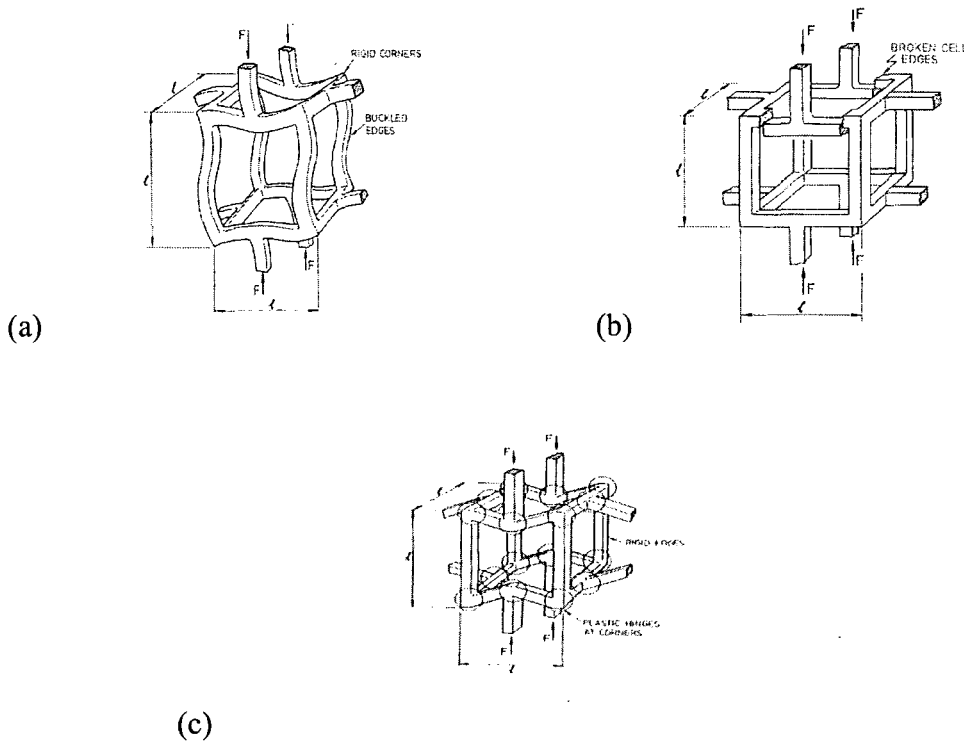 F
RIGID CORNERS
BUCKLED
EDGES
l
l
F
F
l
(a)
F
F
BROKEN CELL
EDGES
l
l
F
F
l
(b)
F
F
l
RIGID EDGES
PLASTIC HINGES
AT CORNERS
F
F
l
(c)